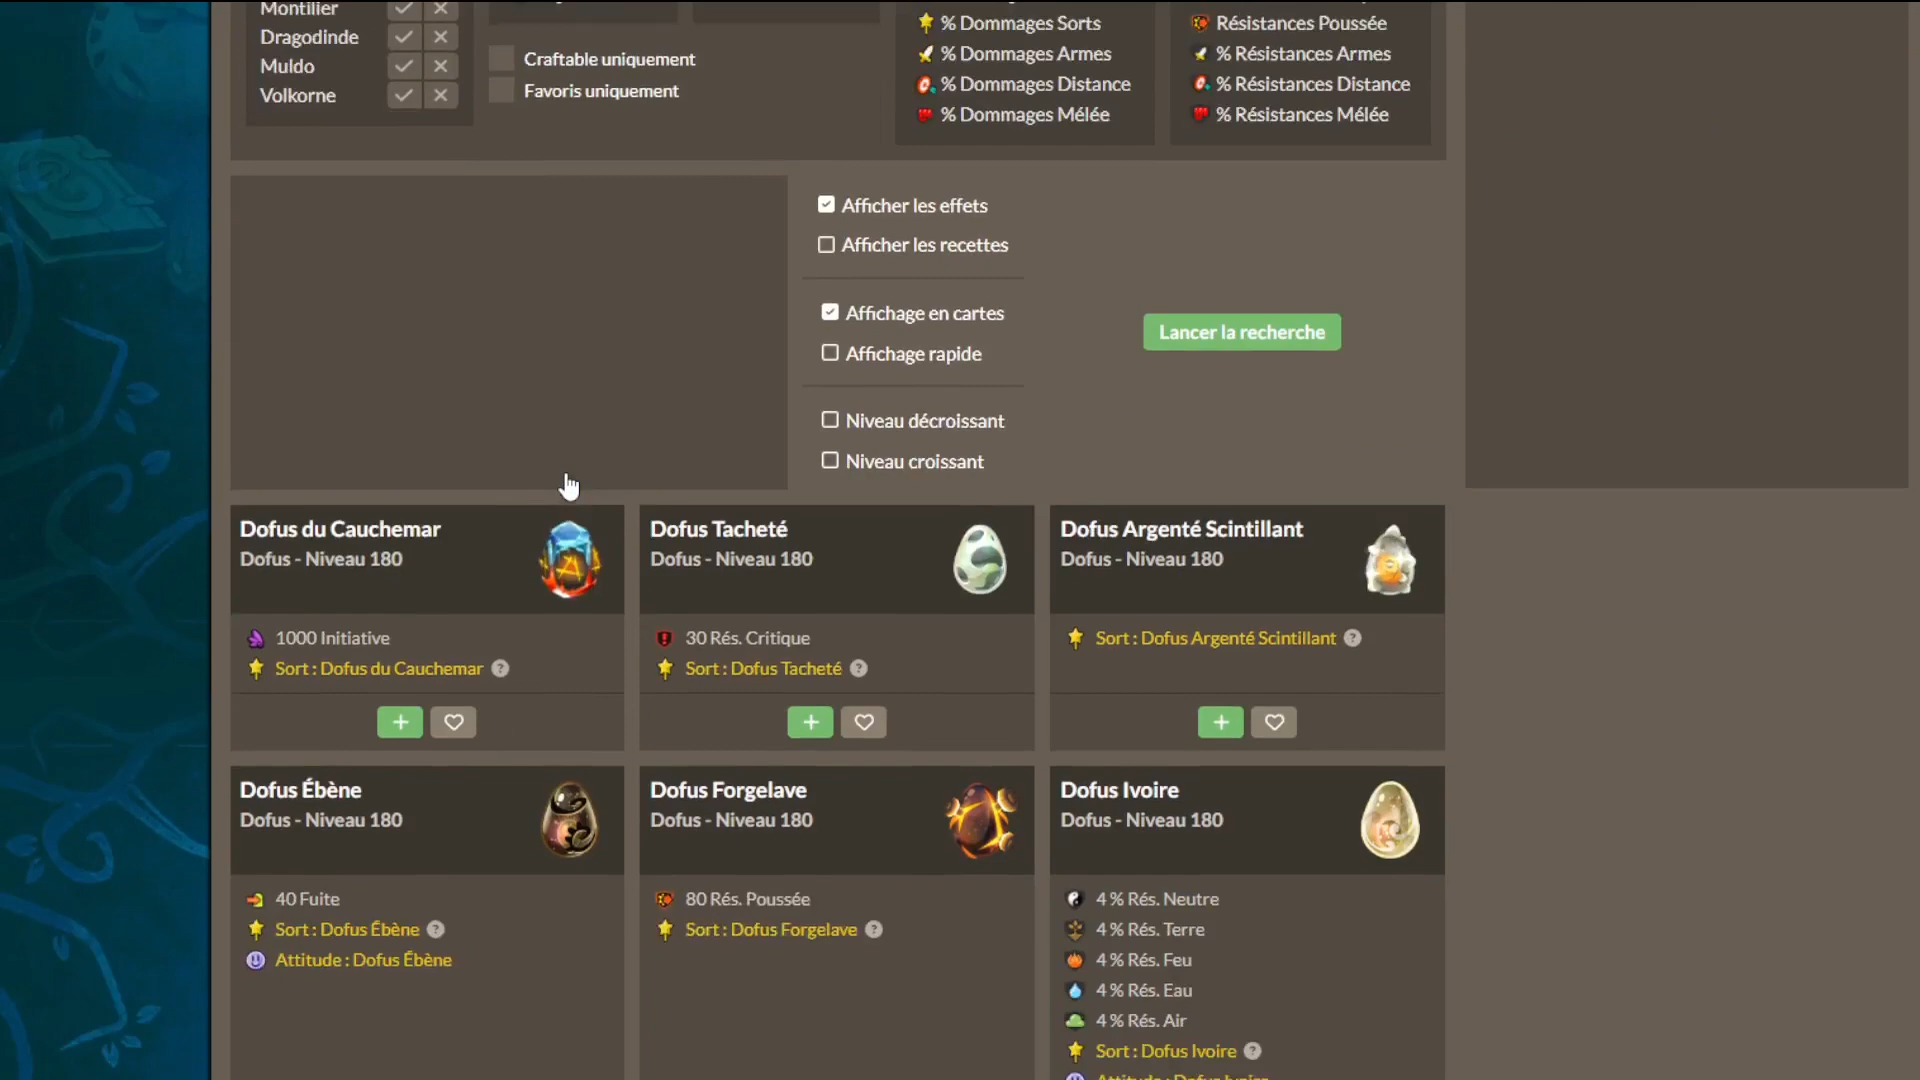 Montilier
Dragodinde
Muldo
Volkorne
Craftable uniquement
Favoris uniquement
% Dommages Sorts
% Dommages Armes
% Dommages Distance
% Dommages Mélée
Résistances Poussée
% Résistances Armes
% Résistances Distance
% Résistances Mélée
Afficher les effets
Afficher les recettes
Affichage en cartes
Affichage rapide
Niveau décroissant
Niveau croissant
Lancer la recherche
Dofus du Cauchemar
Dofus - Niveau 180
1000 Initiative
Sort : Dofus du Cauchemar ?
Dofus Tacheté
Dofus - Niveau 180
30 Rés. Critique
Sort : Dofus Tacheté ?
Dofus Argenté Scintillant
Dofus - Niveau 180
Sort : Dofus Argenté Scintillant ?
Dofus Ébène
Dofus - Niveau 180
40 Fuite
Sort : Dofus Ébène ?
Attitude : Dofus Ébène
Dofus Forgelave
Dofus - Niveau 180
80 Rés. Poussée
Sort : Dofus Forgelave ?
Dofus Ivoire
Dofus - Niveau 180
4 % Rés. Neutre
4 % Rés. Terre
4 % Rés. Feu
4 % Rés. Eau
4 % Rés. Air
Sort : Dofus Ivoire ?
Attitude : Dofus Ivoire